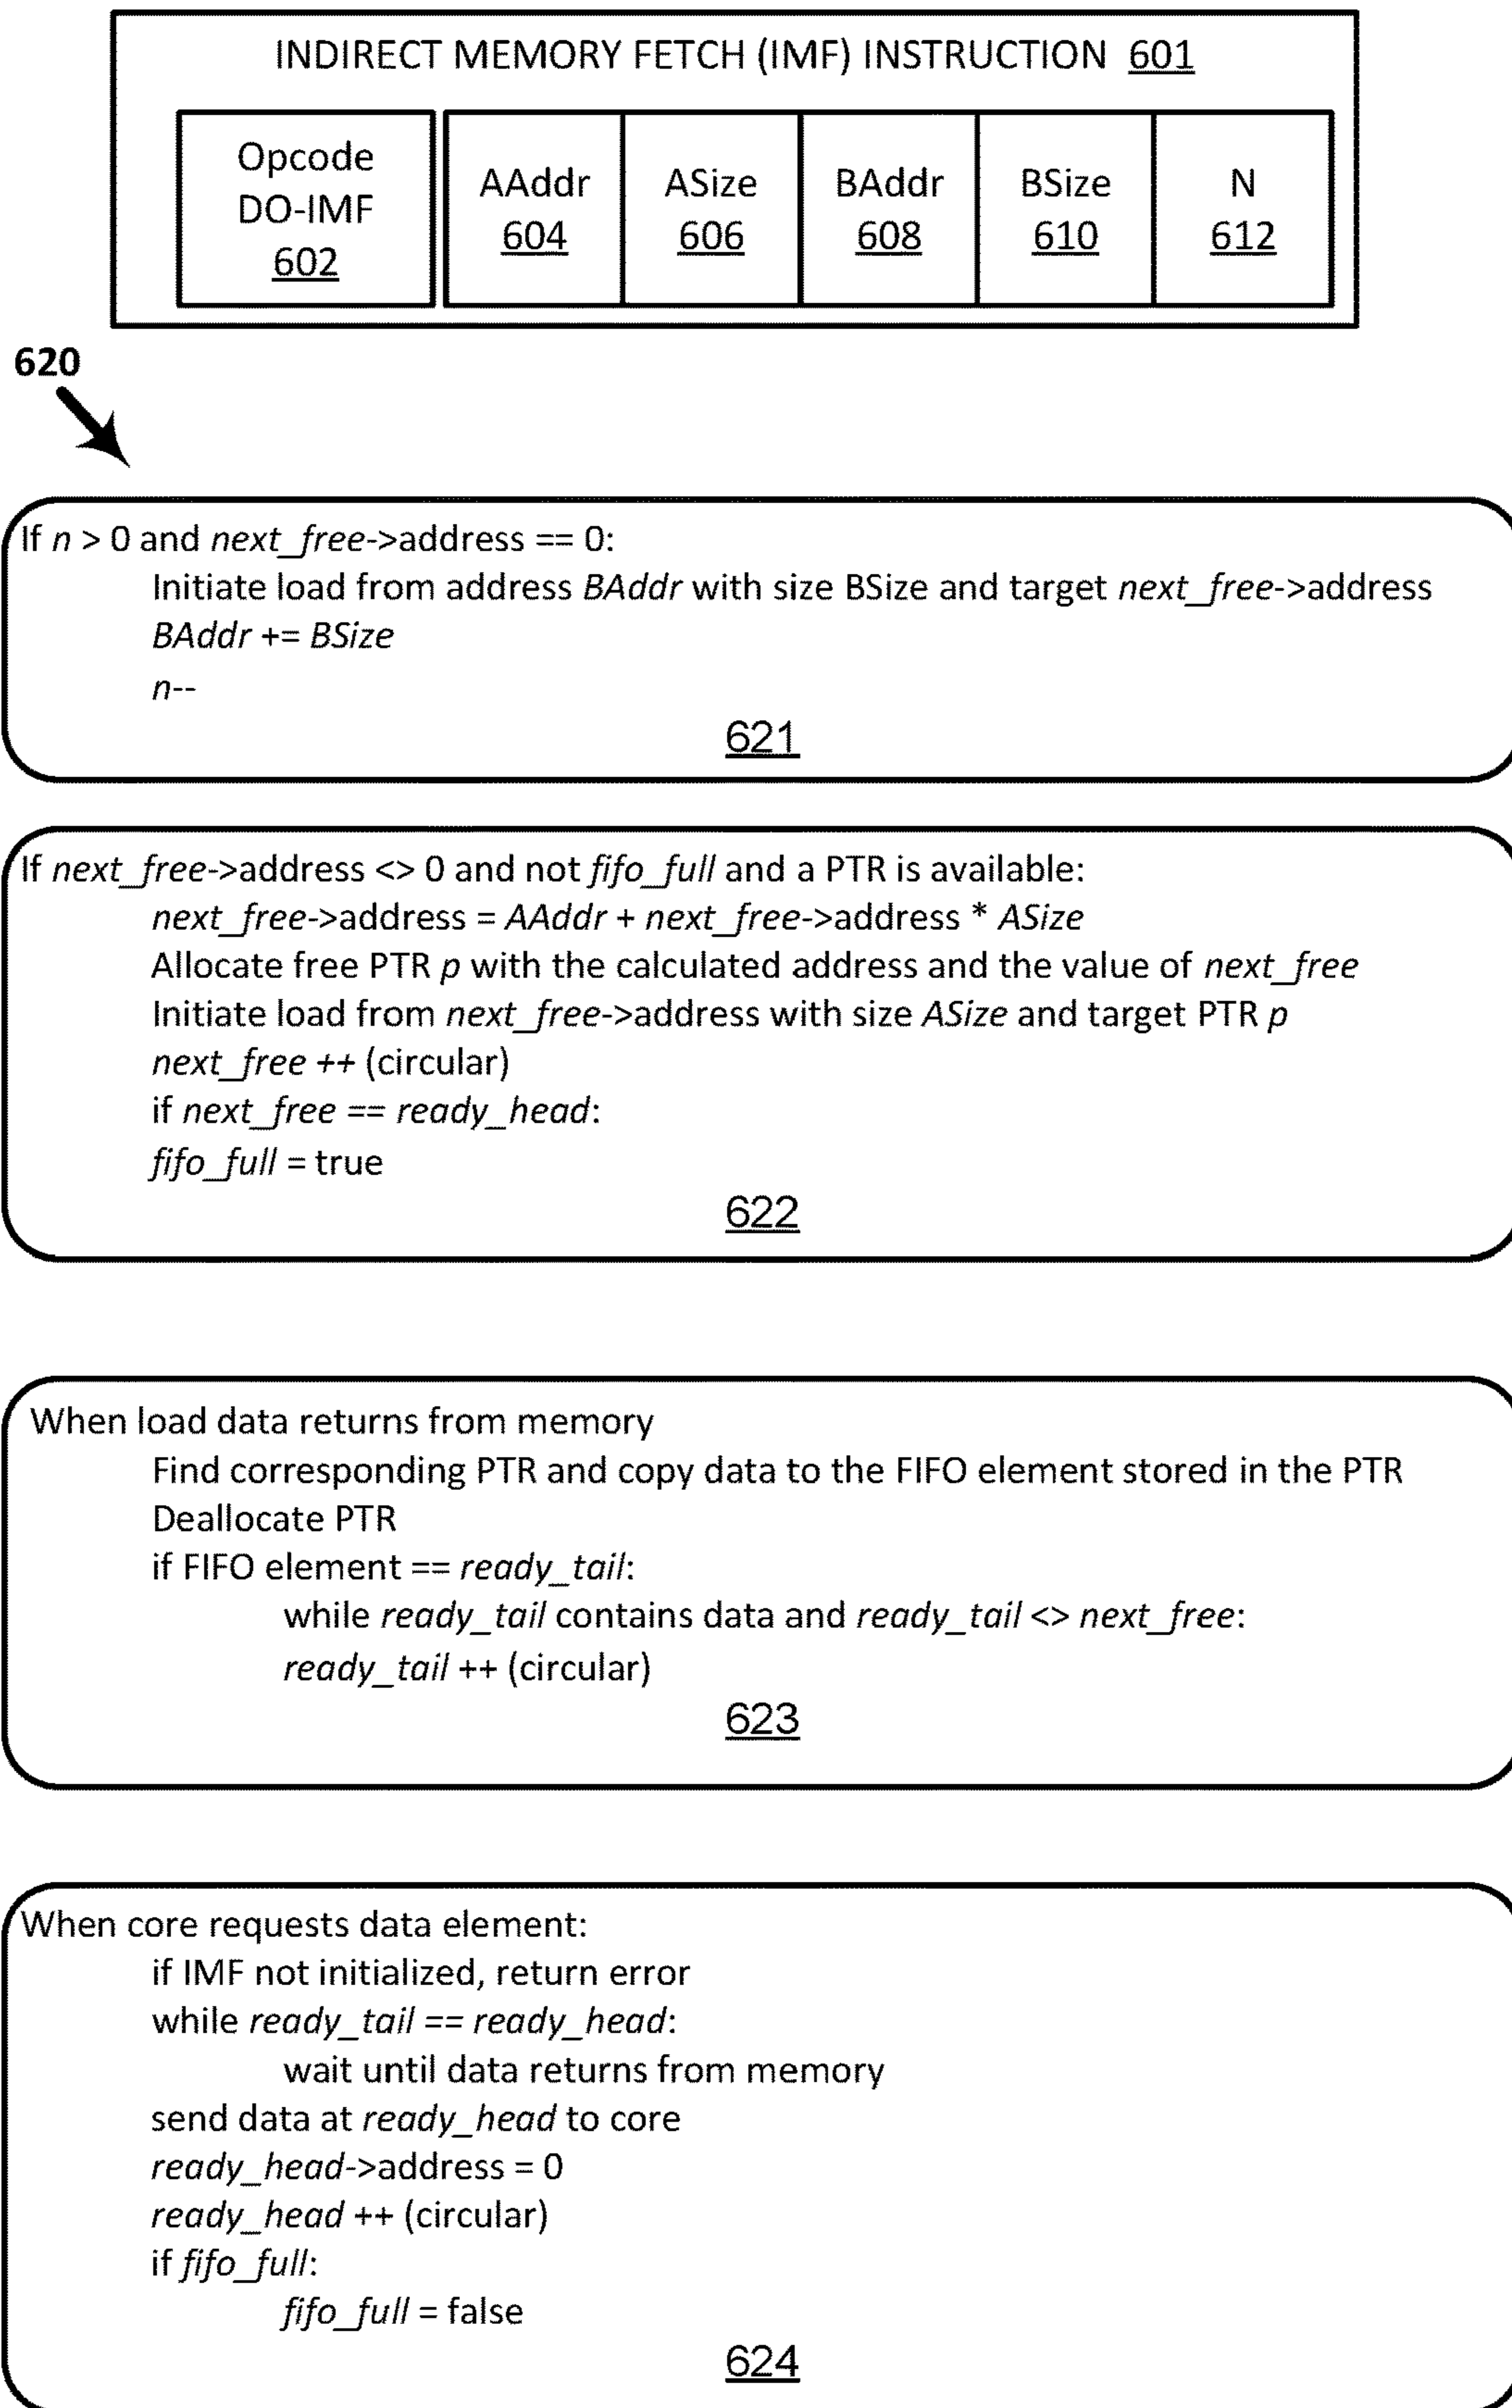 INDIRECT MEMORY FETCH (IMF) INSTRUCTION 601
Opcode
DO-IMF
602
AAddr
604
ASize
606
BAddr
608
BSize
610
N
612
620
If n > 0 and next_free->address == 0:
Initiate load from address BAddr with size BSize and target next_free->address
BAddr += BSize
n--
621
If next_free->address <> 0 and not fifo_full and a PTR is available:
next_free->address = AAddr + next_free->address * ASize
Allocate free PTR p with the calculated address and the value of next_free
Initiate load from next_free->address with size ASize and target PTR p
next_free ++ (circular)
if next_free == ready_head:
fifo_full = true
622
When load data returns from memory
Find corresponding PTR and copy data to the FIFO element stored in the PTR
Deallocate PTR
if FIFO element == ready_tail:
while ready_tail contains data and ready_tail <> next_free:
ready_tail ++ (circular)
623
When core requests data element:
if IMF not initialized, return error
while ready_tail == ready_head:
wait until data returns from memory
send data at ready_head to core
ready_head->address = 0
ready_head ++ (circular)
if fifo_full:
fifo_full = false
624